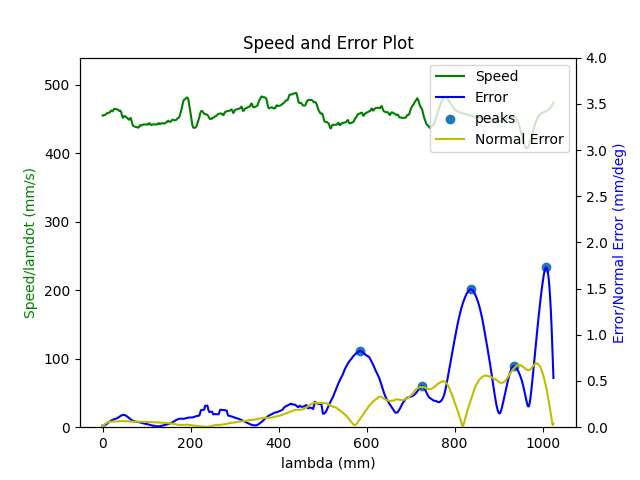 Speed and Error Plot
Speed
Error
peaks
Normal Error
Speed/lamdot (mm/s)
0
100
200
300
400
500
Error/Normal Error (mm/deg)
0.0
0.5
1.0
1.5
2.0
2.5
3.0
3.5
4.0
0 200 400 600 800 1000
lambda (mm)